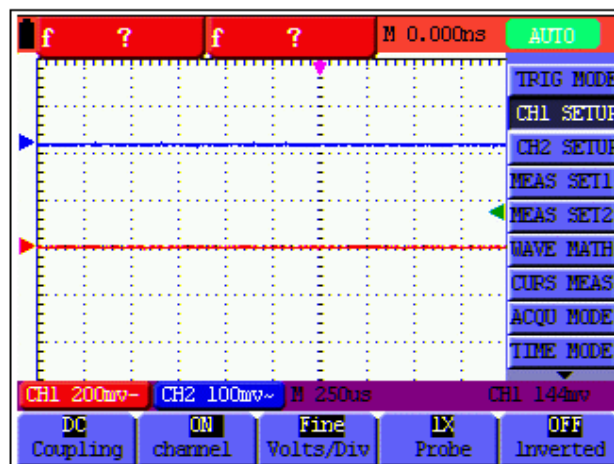 f ? f ? M 0.000ns AUTO
TRIG MODE
CH1 SETUP
CH2 SETUP
MEAS SET1
MEAS SET2
WAVE MATH
CURS MEAS
ACQU MODE
TIME MODE
CH1 200mv- CH2 100mv~ M 250us CH1 144mv
DC ON Fine 1X OFF
Coupling channel Volts/Div Probe lnverted